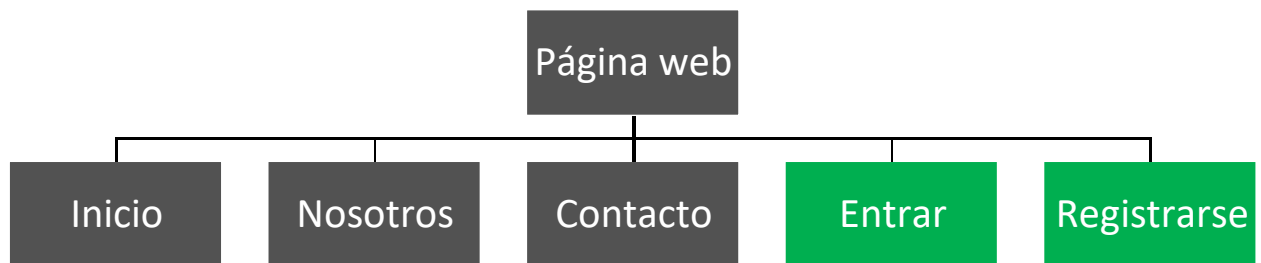 Página web
Inicio
Nosotros
Contacto
Entrar
Registrarse